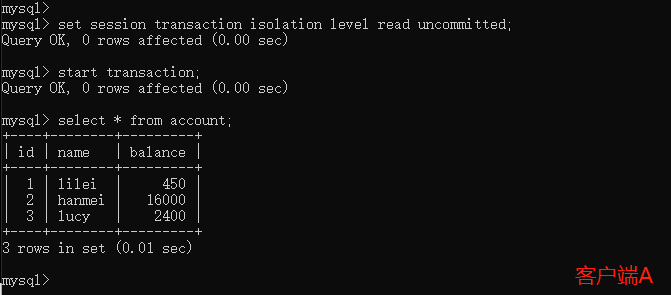 mysql>
mysql> set session transaction isolation level read uncommitted;
Query OK, 0 rows affected (0.00 sec)
mysql> start transaction;
Query OK, 0 rows affected (0.00 sec)
mysql> select * from account;
+----+--------+---------+
| id | name   | balance |
+----+--------+---------+
|  1 | lilei  |     450 |
|  2 | hanmei |   16000 |
|  3 | lucy   |    2400 |
+----+--------+---------+
3 rows in set (0.01 sec)
mysql>
客户端A